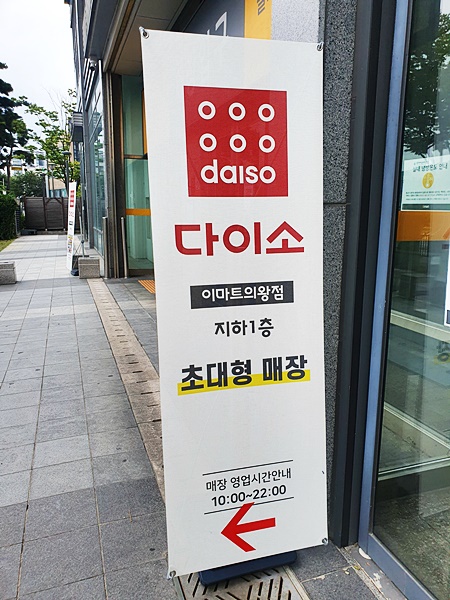 daiso
다이소
이마트의왕점
지하1층
초대형 매장
매장 영업시간안내
10:00~22:00